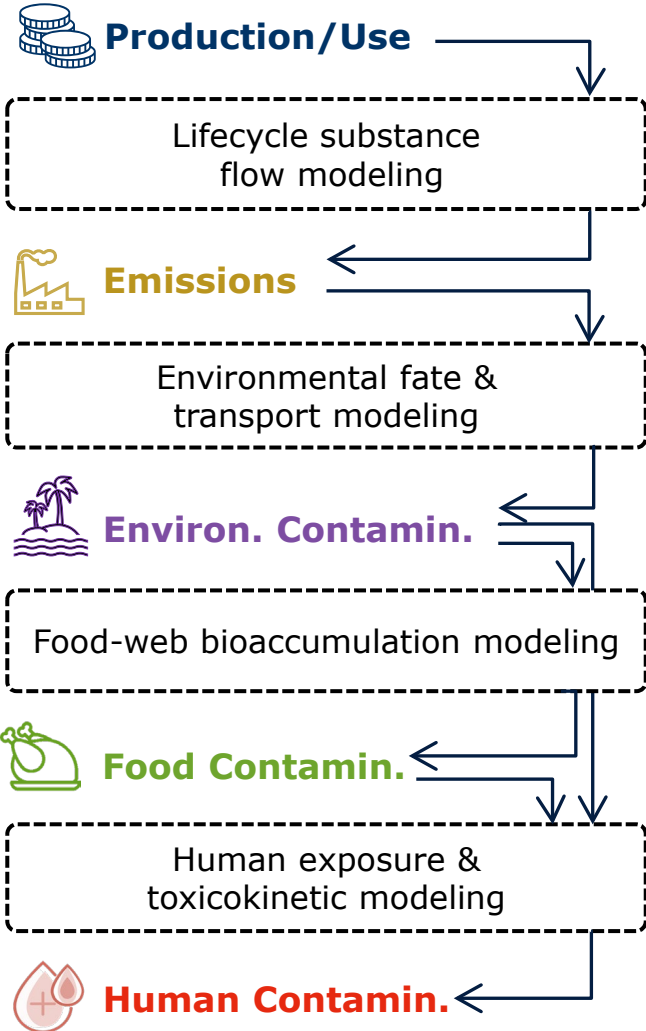 Production/Use
Lifecycle substance
flow modeling
Emissions
Environmental fate &
transport modeling
Environ. Contamin.
Food-web bioaccumulation modeling
Food Contamin.
Human exposure &
toxicokinetic modeling
Human Contamin.